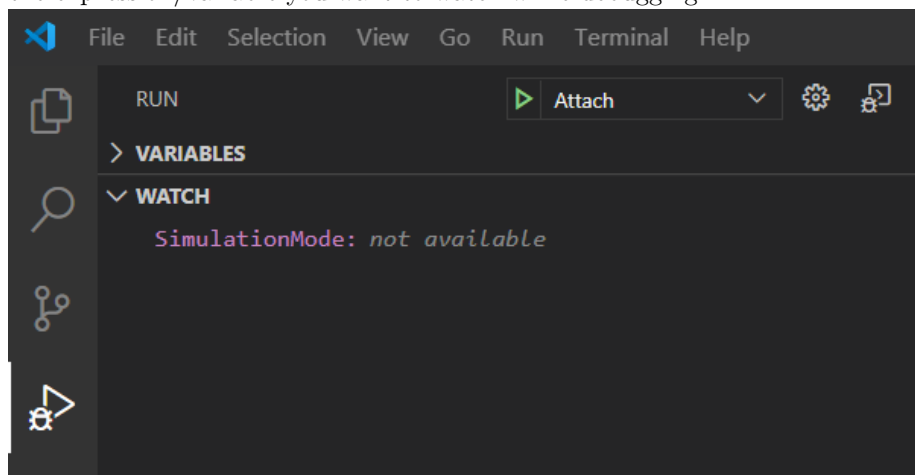 File Edit Selection View Go Run Terminal Help
RUN Attach
VARIABLES
WATCH
SimulationMode: not available